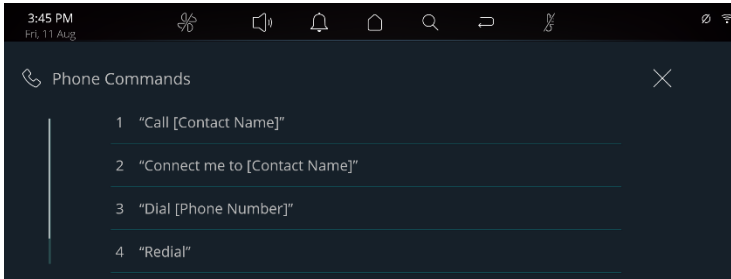 3:45 PM
Fri, 11 Aug
Phone Commands
1 “Call [Contact Name]”
2 “Connect me to [Contact Name]”
3 “Dial [Phone Number]”
4 “Redial”